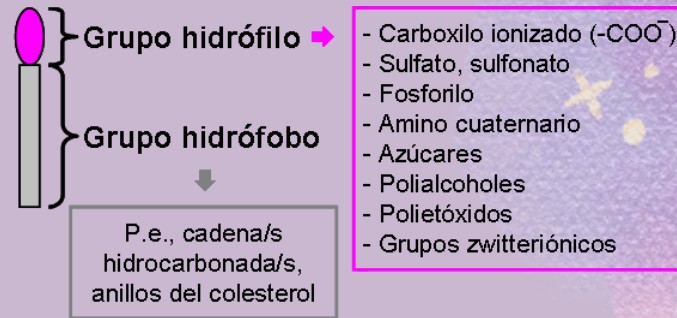 Grupo hidrófilo
- Carboxilo ionizado (-COO⁻)
- Sulfato, sulfonato
- Fosforilo
- Amino cuaternario
- Azúcares
- Polialcoholes
- Polietóxidos
- Grupos zwitteriónicos
Grupo hidrófobo
P.e., cadena/s
hidrocarbonada/s,
anillos del colesterol